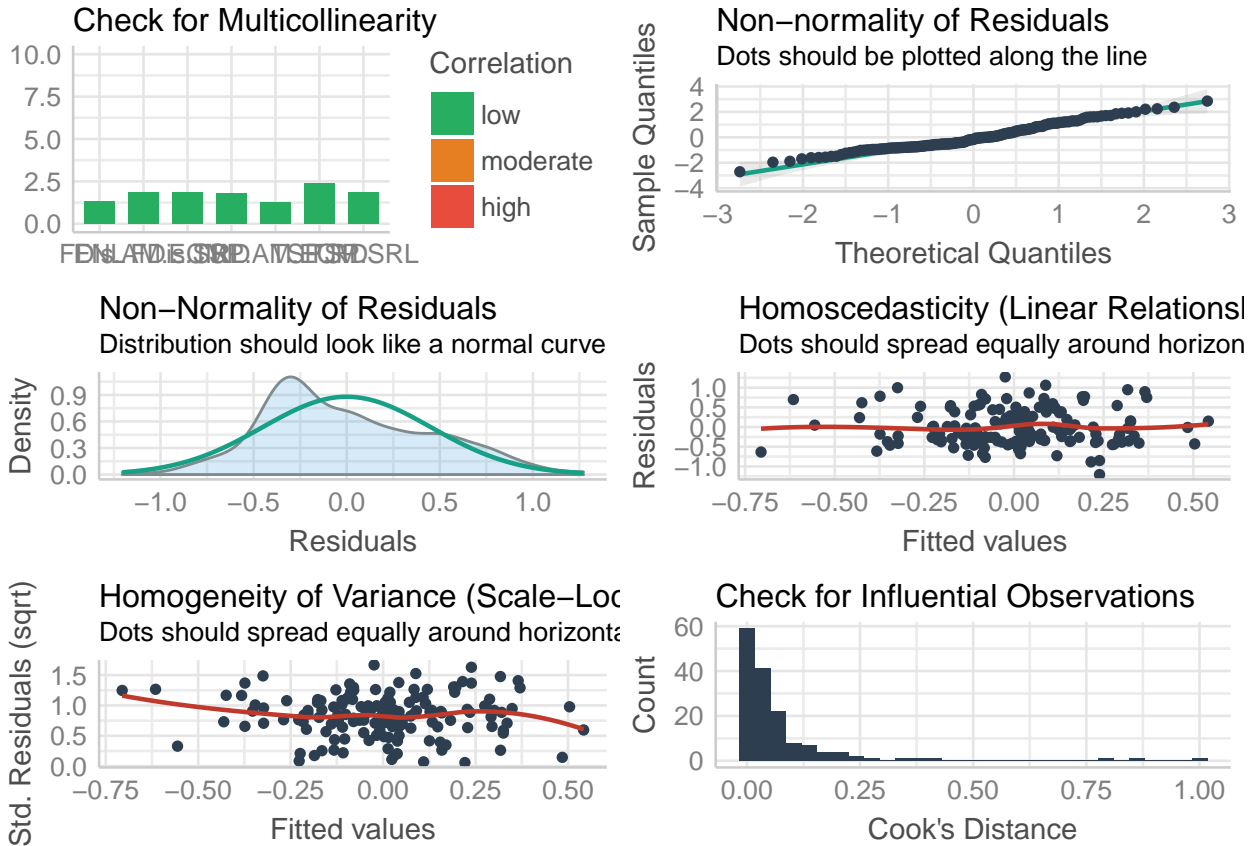 Check for Multicollinearity
10.0
7.5
5.0
2.5
0.0
Correlation
low
moderate
high
Non−normality of Residuals
Dots should be plotted along the line
Sample Quantiles
4
2
0
−2
−4
−3 −2 −1 0 1 2 3
Theoretical Quantiles
Non−Normality of Residuals
Distribution should look like a normal curve
Density
0.9
0.6
0.3
0.0
−1.0 −0.5 0.0 0.5 1.0
Residuals
Homoscedasticity (Linear Relationsh
Dots should spread equally around horizon
Residuals
1.0
0.5
0.0
−0.5
−1.0
−0.75 −0.50 −0.25 0.00 0.25 0.50
Fitted values
Homogeneity of Variance (Scale−Loc
Dots should spread equally around horizonta
Std. Residuals (sqrt)
1.5
1.0
0.5
0.0
−0.75 −0.50 −0.25 0.00 0.25 0.50
Fitted values
Check for Influential Observations
Count
60
40
20
0
0.00 0.25 0.50 0.75 1.00
Cook's Distance